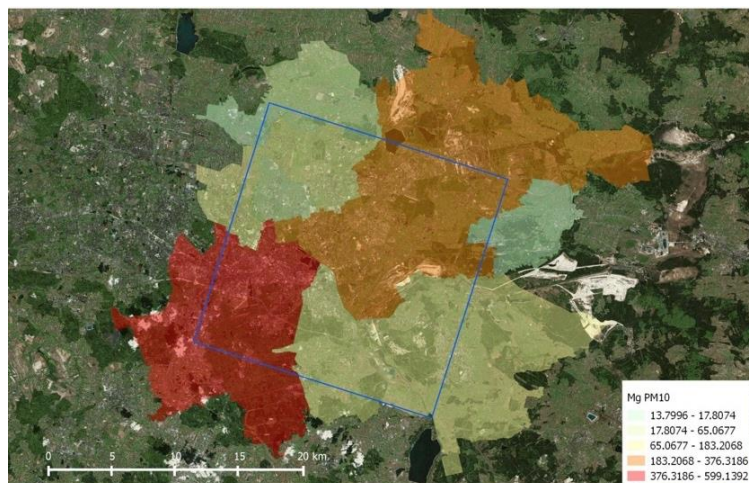 Mg PM10
13.7996 - 17.8074
17.8074 - 65.0677
65.0677 - 183.2068
183.2068 - 376.3186
376.3186 - 599.1392
0 5 10 15 20 km